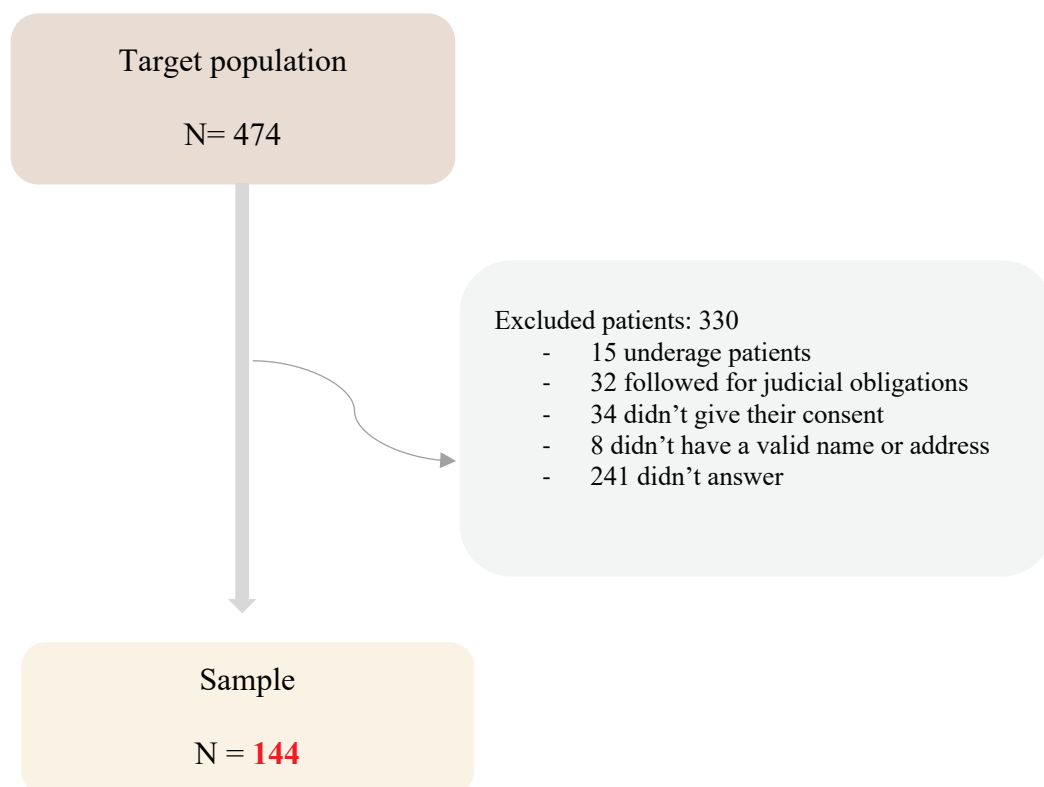 Target population
N= 474
Excluded patients: 330
- 15 underage patients
- 32 followed for judicial obligations
- 34 didn’t give their consent
- 8 didn’t have a valid name or address
- 241 didn’t answer
Sample
N = 144